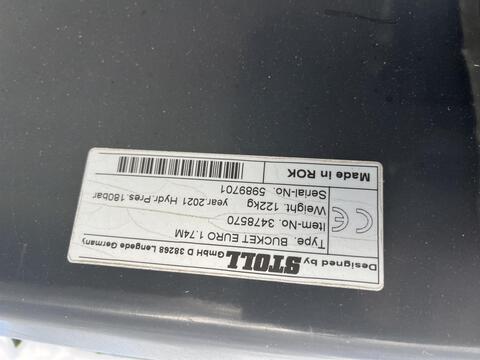 Designed by
STOLL GmbH D 38268 Lengede Germany
Type. BUCKET EURO 1.74M
Item-No. 3478570
Weight. 122kg year.2021 Hydr.Pres. 180bar
Serial-No. 5989701
Made in ROK
CE